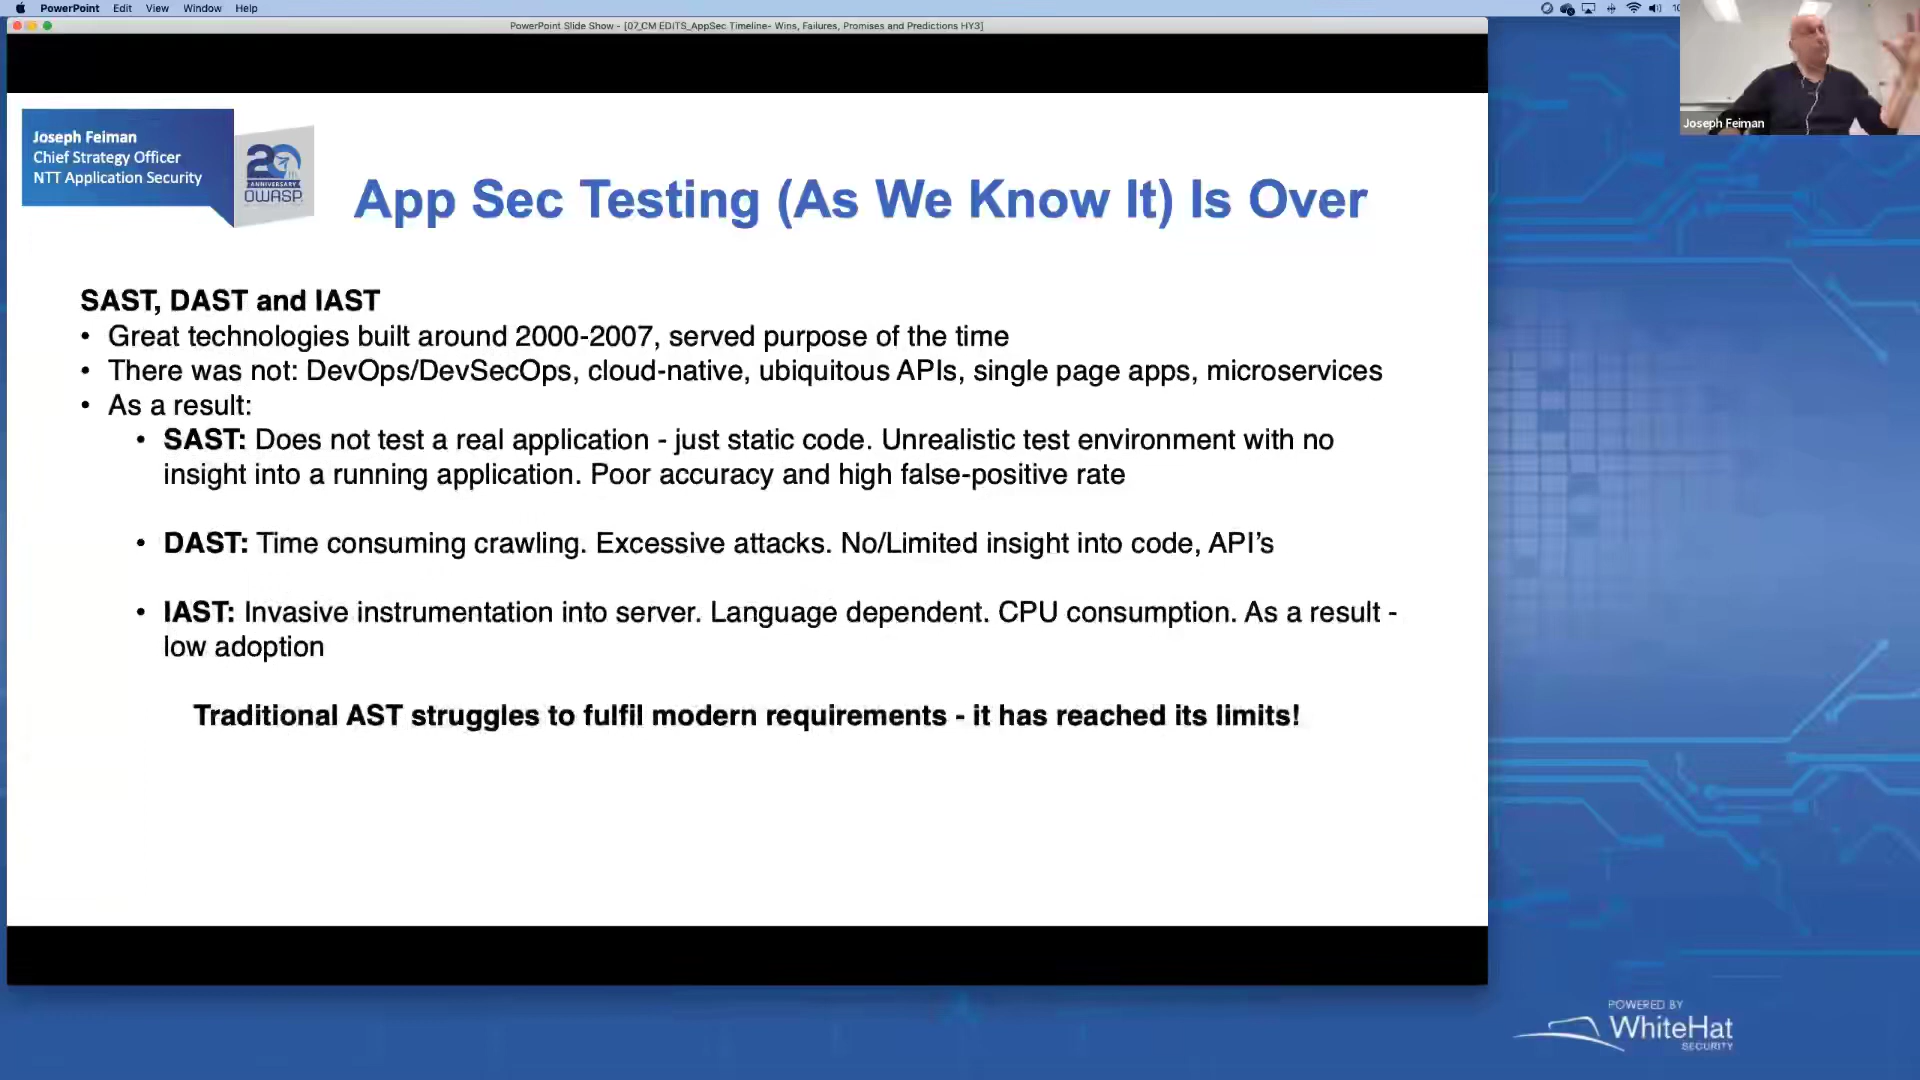 PowerPoint Edit View Window Help
PowerPoint Slide Show - [07_CM EDITS_AppSec Timeline- Wins, Failures, Promises and Predictions HY3]
Joseph Feiman
Chief Strategy Officer
NTT Application Security
20th
ANNIVERSARY
OWASP
App Sec Testing (As We Know It) Is Over
SAST, DAST and IAST
• Great technologies built around 2000-2007, served purpose of the time
• There was not: DevOps/DevSecOps, cloud-native, ubiquitous APIs, single page apps, microservices
• As a result:
• SAST: Does not test a real application - just static code. Unrealistic test environment with no
insight into a running application. Poor accuracy and high false-positive rate
• DAST: Time consuming crawling. Excessive attacks. No/Limited insight into code, API's
• IAST: Invasive instrumentation into server. Language dependent. CPU consumption. As a result -
low adoption
Traditional AST struggles to fulfil modern requirements - it has reached its limits!
Joseph Feiman
POWERED BY
WhiteHat
SECURITY